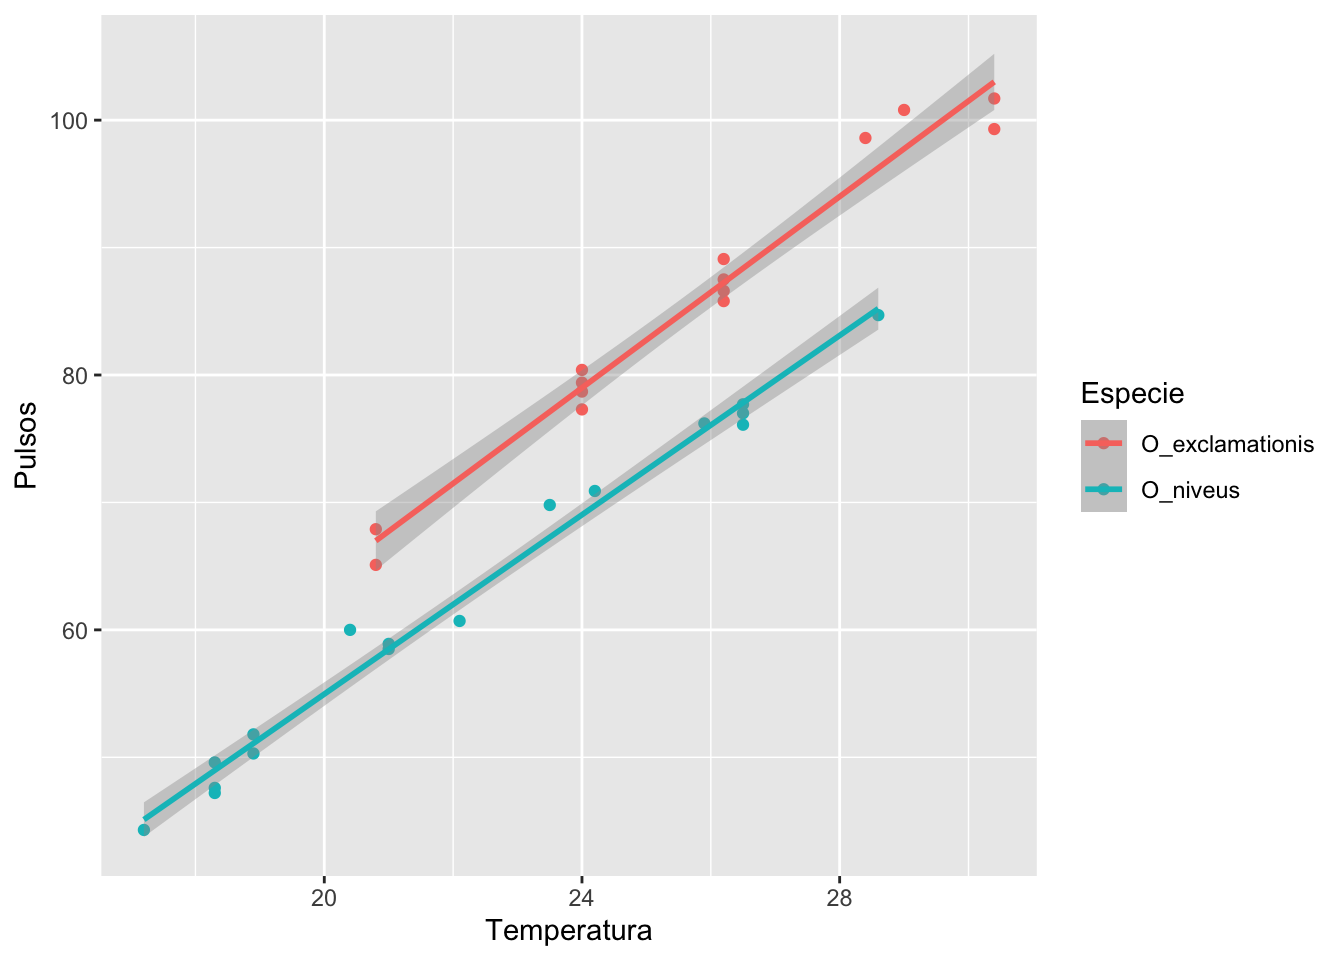 100
80
60
Pulsos
20 24 28
Temperatura
Especie
O_exclamationis
O_niveus